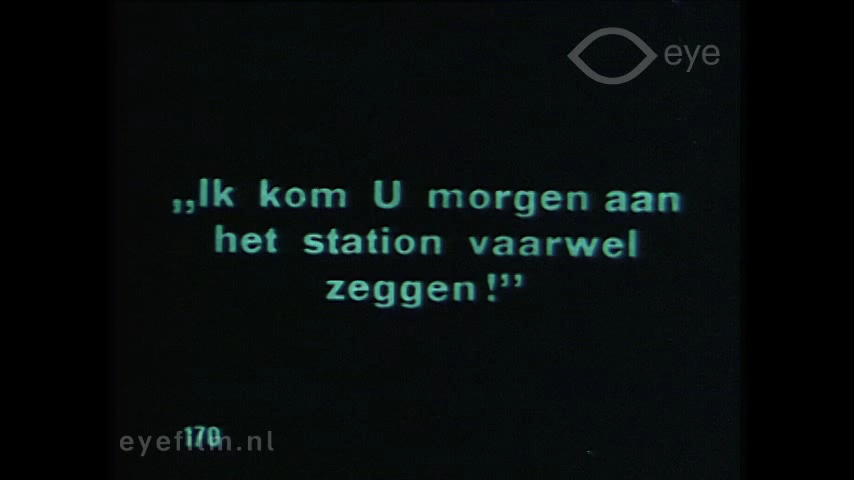 eye
„Ik kom U morgen aan
het station vaarwel
zeggen!”
170
eyefilm.nl